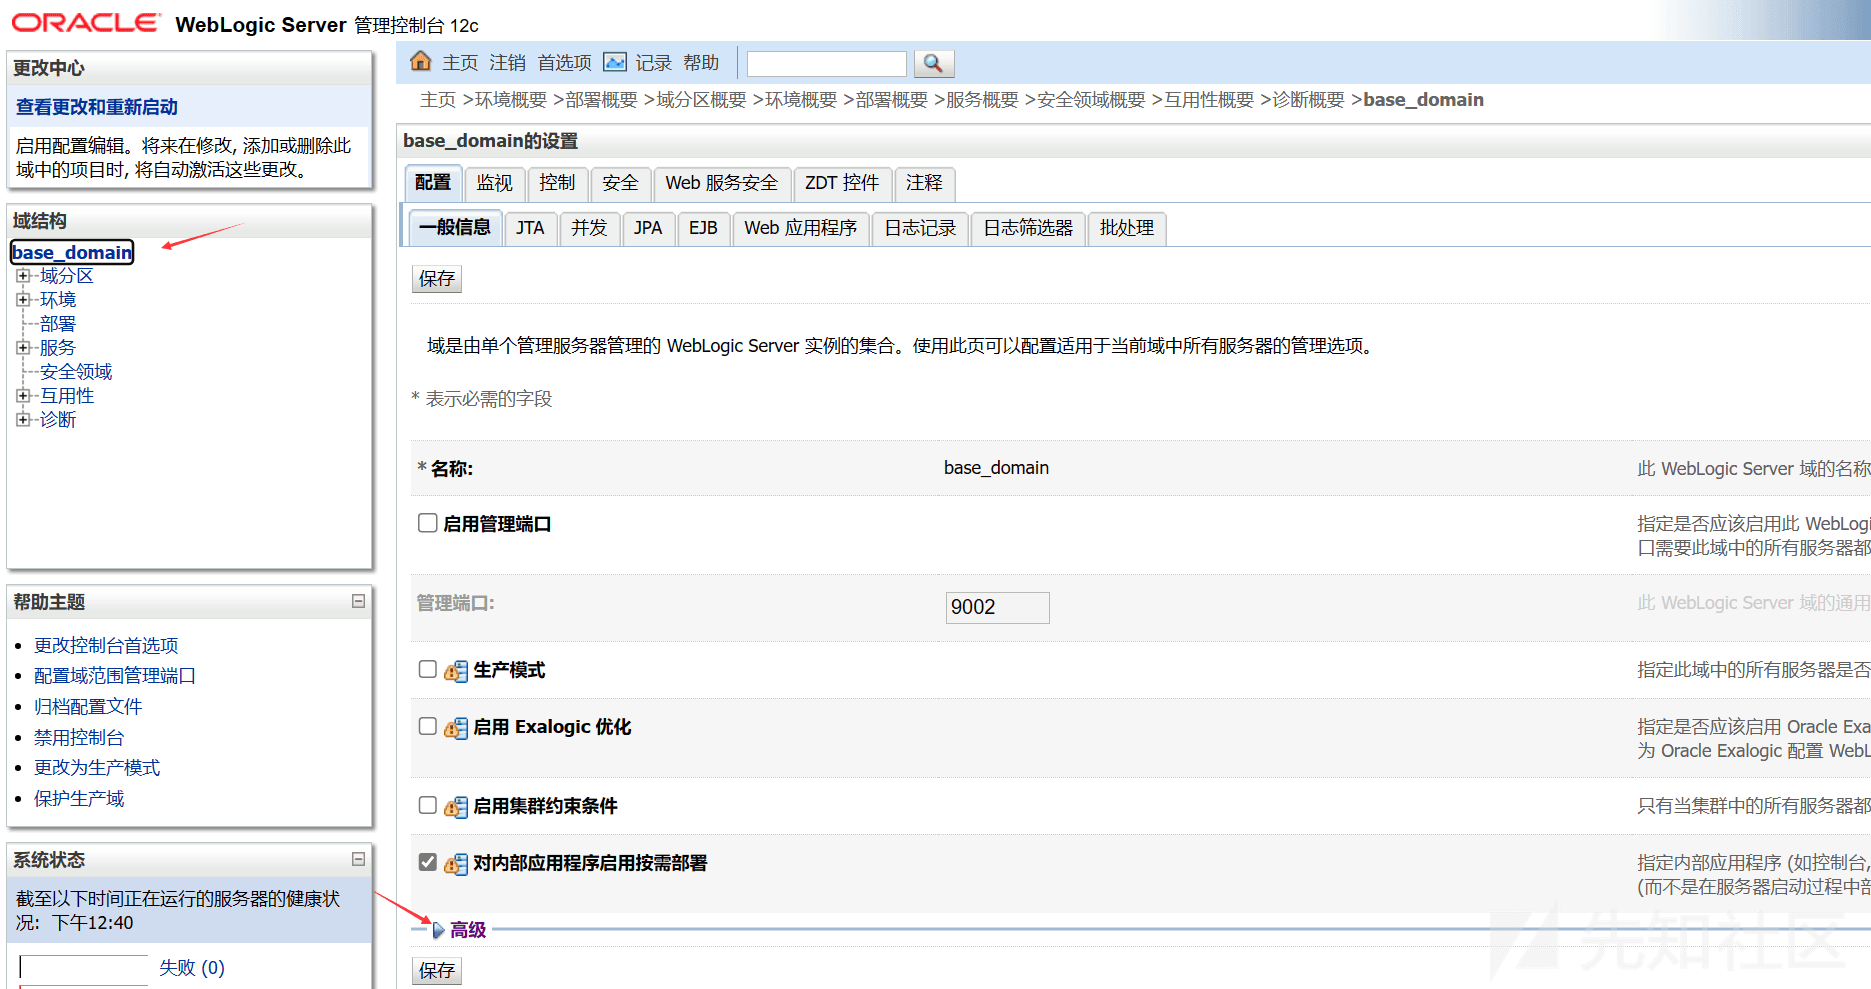 ORACLE WebLogic Server 管理控制台 12c
更改中心
查看更改和重新启动
启用配置编辑。将来在修改, 添加或删除此
域中的项目时, 将自动激活这些更改。
域结构
base_domain
域分区
环境
部署
服务
安全领域
互用性
诊断
帮助主题
更改控制台首选项
配置域范围管理端口
归档配置文件
禁用控制台
更改为生产模式
保护生产域
系统状态
截至以下时间正在运行的服务器的健康状
况: 下午12:40
失败 (0)
主页 注销 首选项 记录 帮助
主页 >环境概要 >部署概要 >域分区概要 >环境概要 >部署概要 >服务概要 >安全领域概要 >互用性概要 >诊断概要 >base_domain
base_domain的设置
配置 监视 控制 安全 Web 服务安全 ZDT 控件 注释
一般信息 JTA 并发 JPA EJB Web 应用程序 日志记录 日志筛选器 批处理
保存
域是由单个管理服务器管理的 WebLogic Server 实例的集合。使用此页可以配置适用于当前域中所有服务器的管理选项。
* 表示必需的字段
* 名称: base_domain 此 WebLogic Server 域的名称
启用管理端口 指定是否应该启用此 WebLogi
口需要此域中的所有服务器都
管理端口: 9002 此 WebLogic Server 域的通用
生产模式 指定此域中的所有服务器是否
启用 Exalogic 优化 指定是否应该启用 Oracle Exa
为 Oracle Exalogic 配置 WebL
启用集群约束条件 只有当集群中的所有服务器都
对内部应用程序启用按需部署 指定内部应用程序 (如控制台,
(而不是在服务器启动过程中部
高级
保存
先知社区